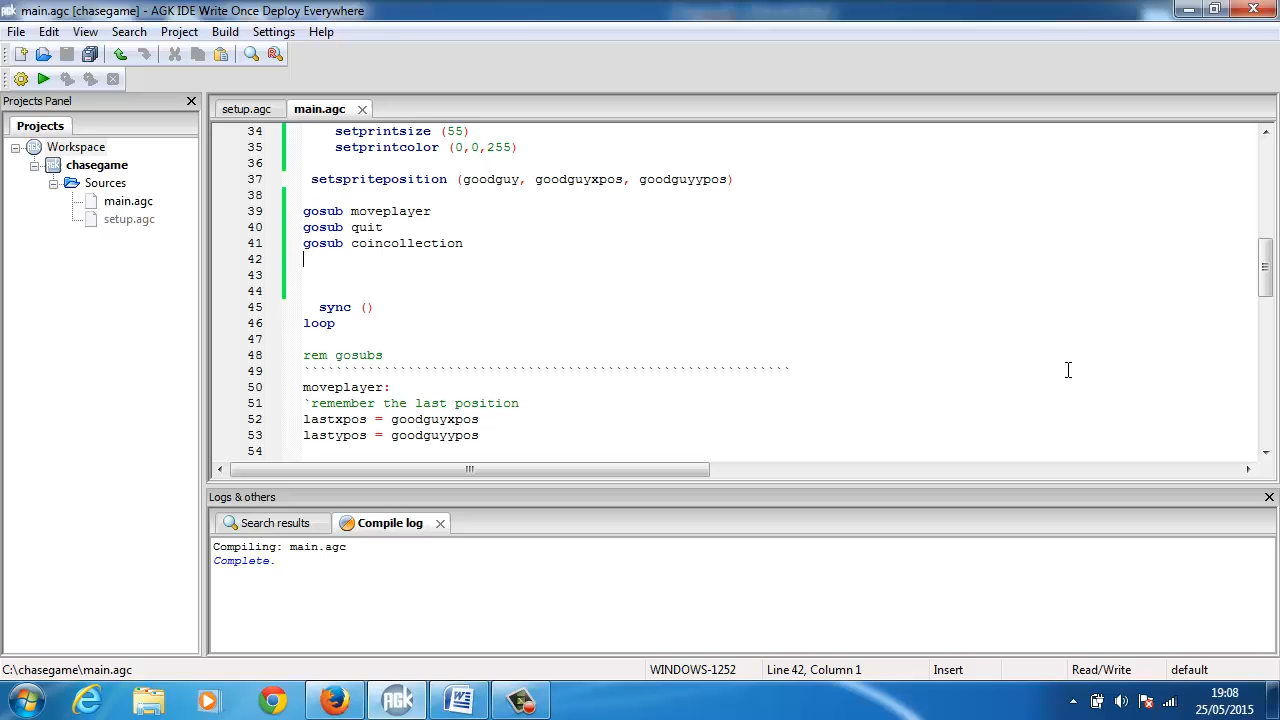 main.agc [chasegame] - AGK IDE Write Once Deploy Everywhere
File Edit View Search Project Build Settings Help
Projects Panel
setup.agc main.agc
Projects
Workspace
chasegame
Sources
main.agc
setup.agc
34 setprintsize (55)
35 setprintcolor (0,0,255)
36
37 setspriteposition (goodguy, goodguyxpos, goodguyypos)
38
39 gosub moveplayer
40 gosub quit
41 gosub coincollection
42
43
44
45 sync ()
46 loop
47
48 rem gosubs
49 `````````````````````````````````````````````````````````````
50 moveplayer:
51 `remember the last position
52 lastxpos = goodguyxpos
53 lastypos = goodguyypos
54
Logs & others
Search results Compile log
Compiling: main.agc
Complete.
C:\chasegame\main.agc WINDOWS-1252 Line 42, Column 1 Insert Read/Write default
AGK
19:08
25/05/2015